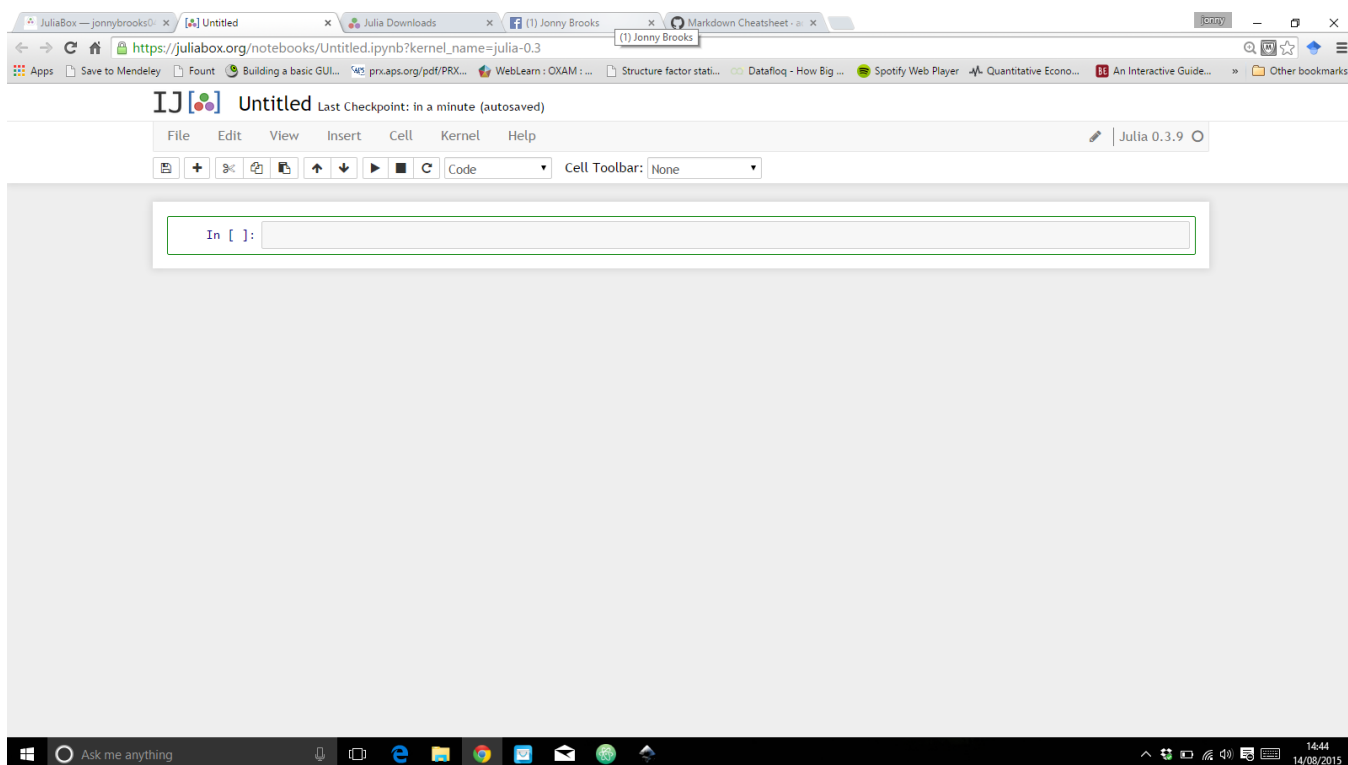 JuliaBox — jonnybrooks0 [] Untitled Julia Downloads (1) Jonny Brooks Markdown Cheatsheet · a jonny
(1) Jonny Brooks
https://juliabox.org/notebooks/Untitled.ipynb?kernel_name=julia-0.3
Apps Save to Mendeley Fount Building a basic GUI... prx.aps.org/pdf/PRX... WebLearn : OXAM : ... Structure factor stati... Datafloq - How Big ... Spotify Web Player Quantitative Econo... BE An Interactive Guide... » Other bookmarks
IJ[] Untitled Last Checkpoint: in a minute (autosaved)
File Edit View Insert Cell Kernel Help Julia 0.3.9
Code Cell Toolbar: None
In [ ]:
Ask me anything 14:44
14/08/2015